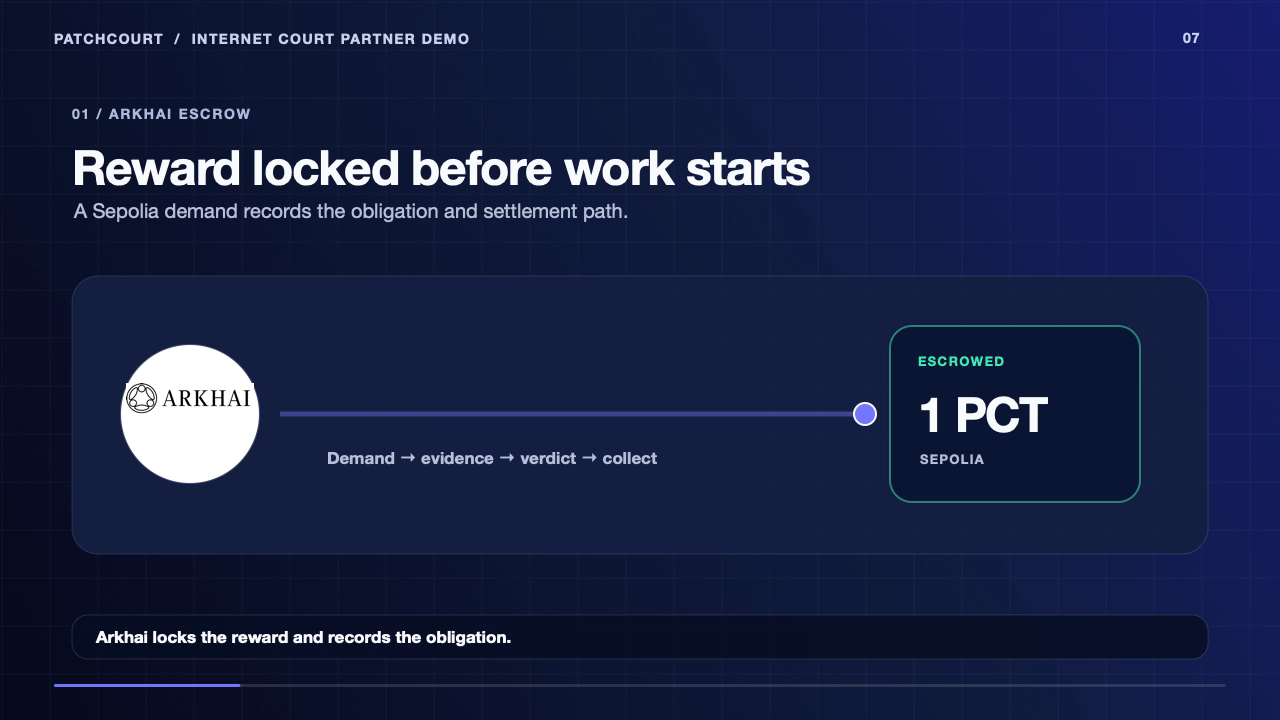 PATCHCOURT / INTERNET COURT PARTNER DEMO
07
01 / ARKHAI ESCROW
Reward locked before work starts
A Sepolia demand records the obligation and settlement path.
ARKHAI
Demand → evidence → verdict → collect
ESCROWED
1 PCT
SEPOLIA
Arkhai locks the reward and records the obligation.